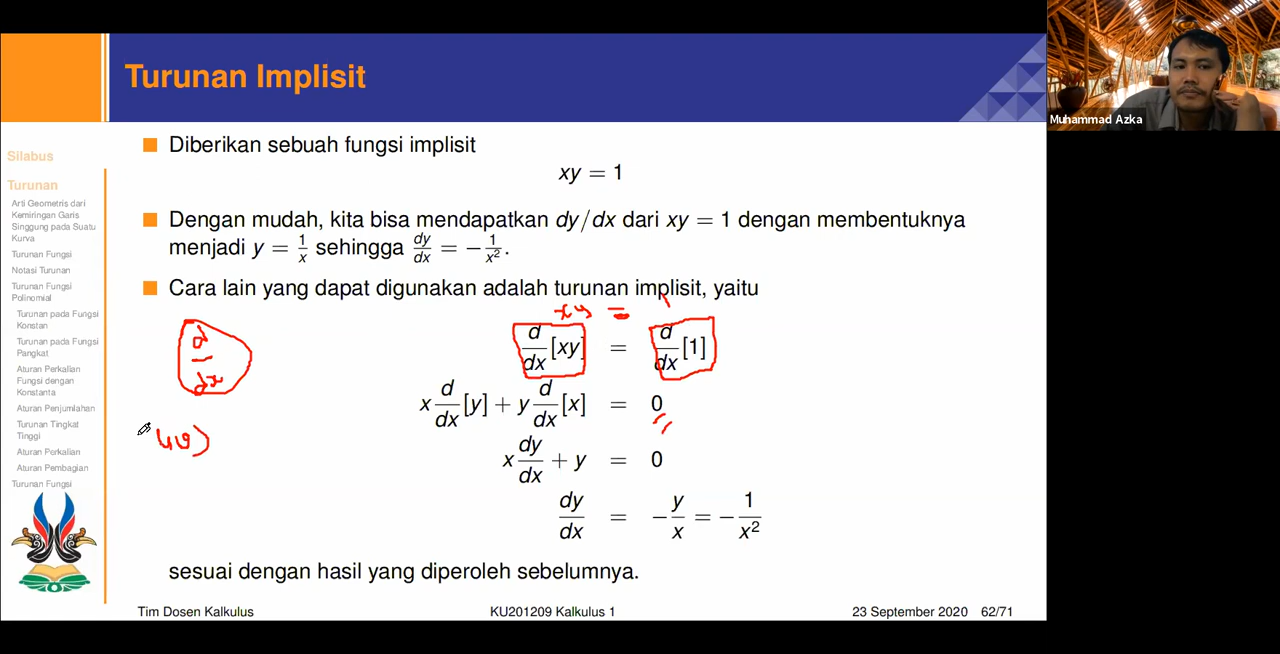 Turunan Implisit
Muhammad Azka
Silabus
Turunan
Arti Geometris dari
Kemiringan Garis
Singgung pada Suatu
Kurva
Turunan Fungsi
Notasi Turunan
Turunan Fungsi
Polinomial
Turunan pada Fungsi
Konstan
Turunan pada Fungsi
Pangkat
Aturan Perkalian
Fungsi dengan
Konstanta
Aturan Penjumlahan
Turunan Tingkat
Tinggi
Aturan Perkalian
Aturan Pembagian
Turunan Fungsi
Diberikan sebuah fungsi implisit
xy = 1
Dengan mudah, kita bisa mendapatkan dy/dx dari xy = 1 dengan membentuknya
menjadi y = 1/x sehingga dy/dx = −1/x².
Cara lain yang dapat digunakan adalah turunan implisit, yaitu
xy = 1
d/dx [xy] = d/dx [1]
d/dx
x d/dx [y] + y d/dx [x] = 0
x dy/dx + y = 0
dy/dx = −y/x = −1/x²
sesuai dengan hasil yang diperoleh sebelumnya.
Tim Dosen Kalkulus KU201209 Kalkulus 1 23 September 2020 62/71